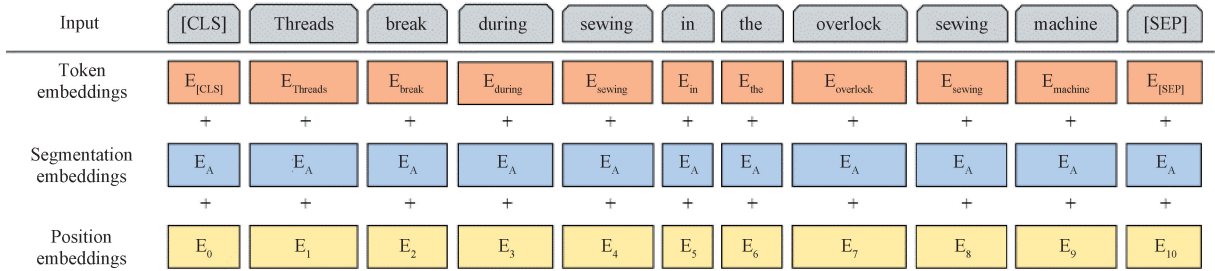 Input [CLS] Threads break during sewing in the overlock sewing machine [SEP]
Token embeddings E[CLS] EThreads Ebreak Eduring Esewing Ein Ethe Eoverlock Esewing Emachine E[SEP]
+ + + + + + + + + + +
Segmentation embeddings EA EA EA EA EA EA EA EA EA EA EA
+ + + + + + + + + + +
Position embeddings E0 E1 E2 E3 E4 E5 E6 E7 E8 E9 E10